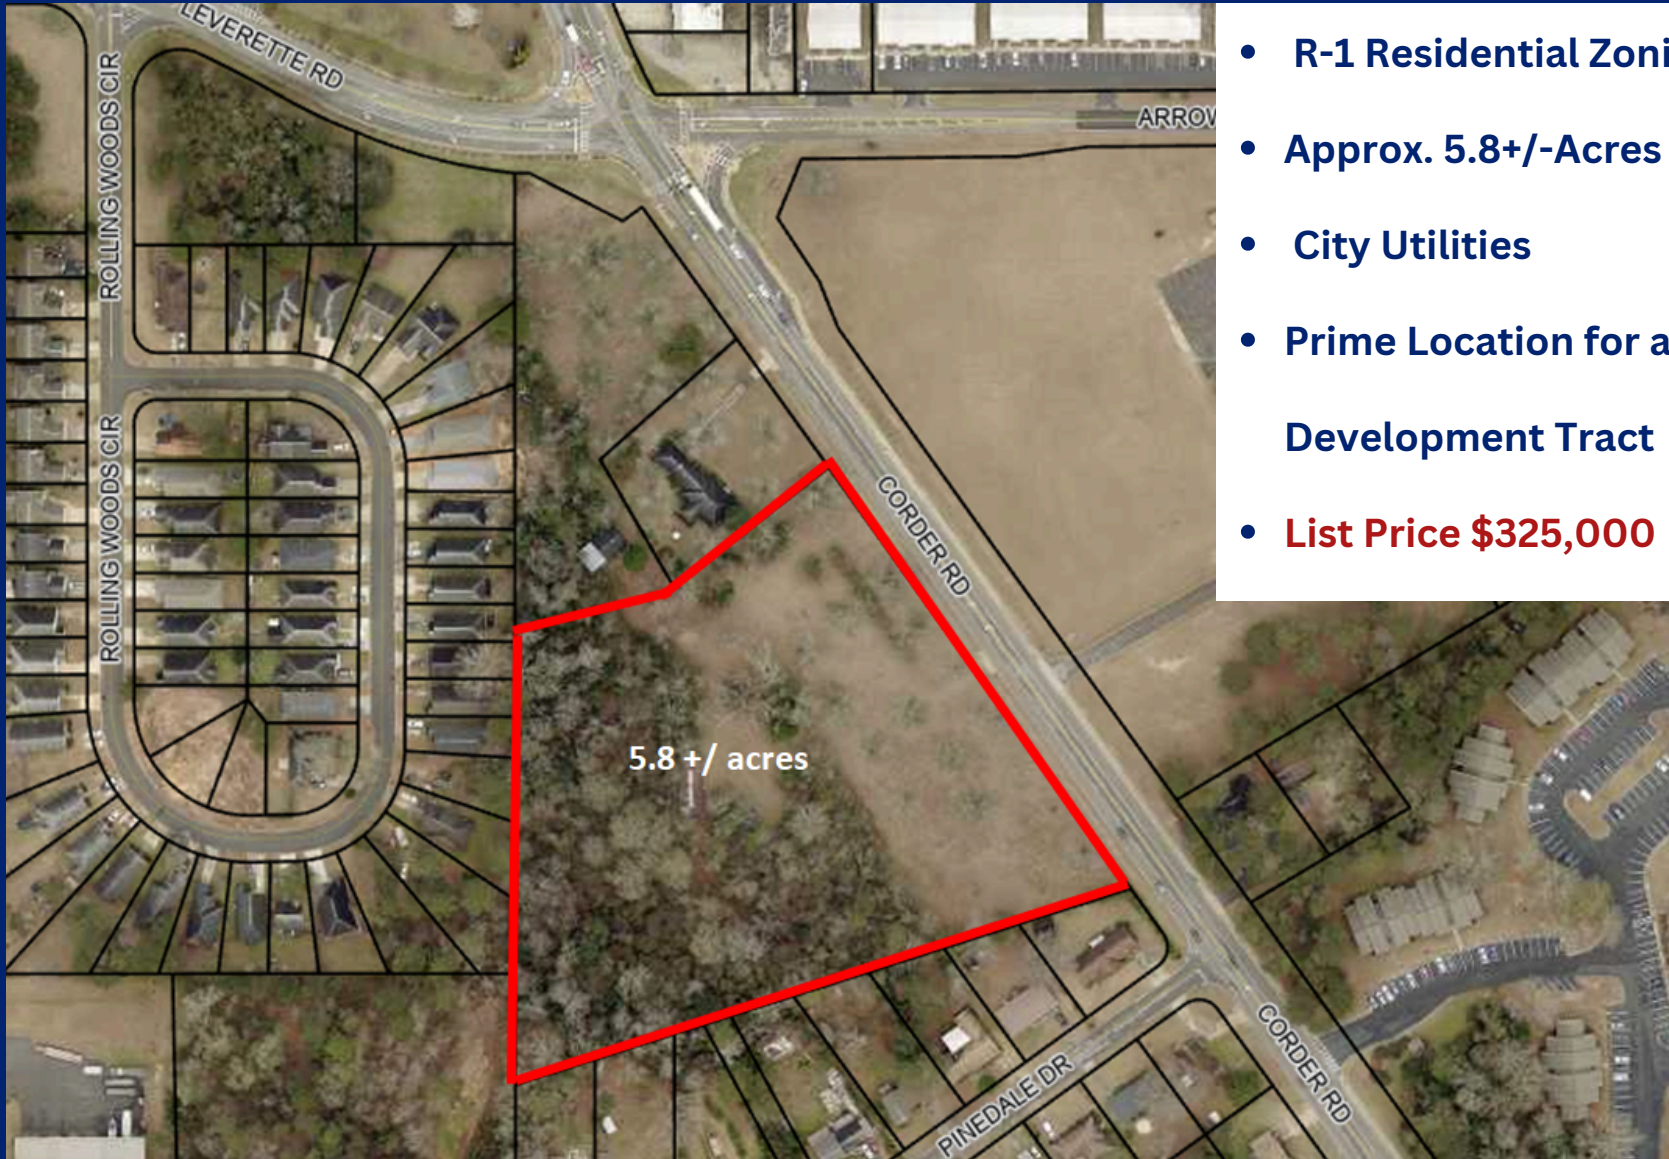 LEVERETTE RD
ROLLING WOODS CIR
ROLLING WOODS CIR
CORDER RD
5.8 +/ acres
CORDER RD
PINEDALE DR
• R-1 Residential
• Approx. 5.8+/-Acres
• City Utilities
• Prime Location for a
Development Tract
• List Price $325,000